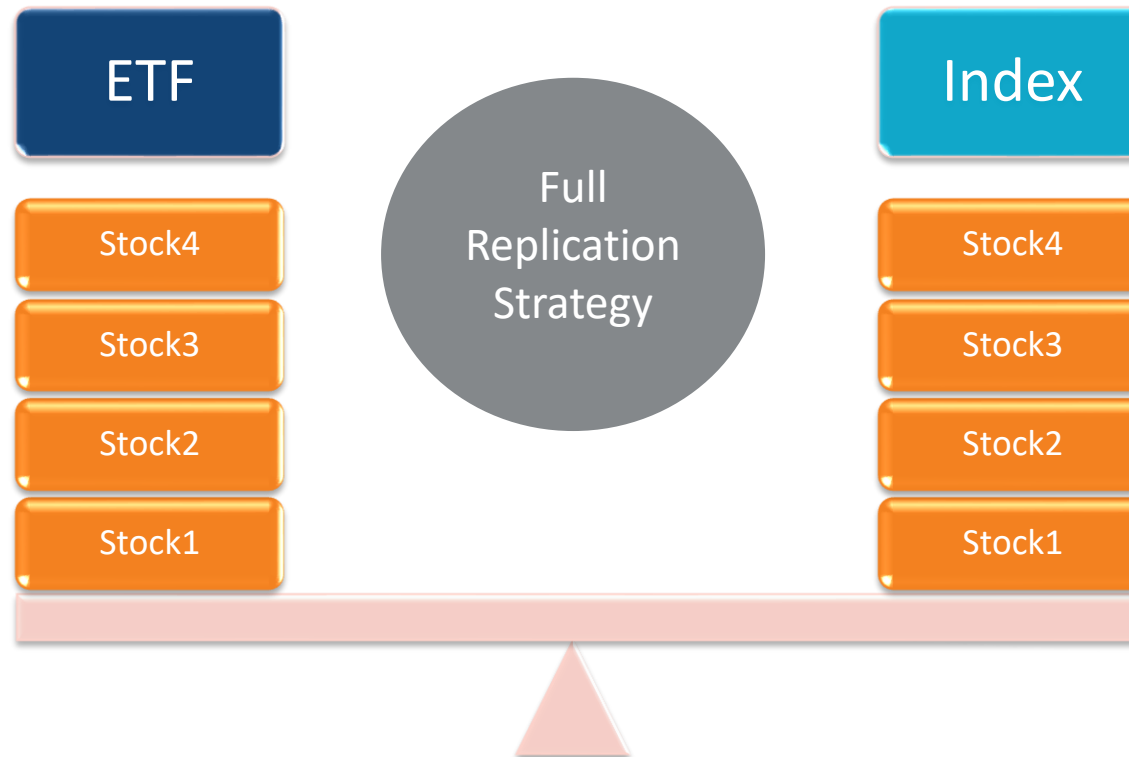 ETF
Index
Full
Replication
Strategy
Stock4
Stock3
Stock2
Stock1
Stock4
Stock3
Stock2
Stock1